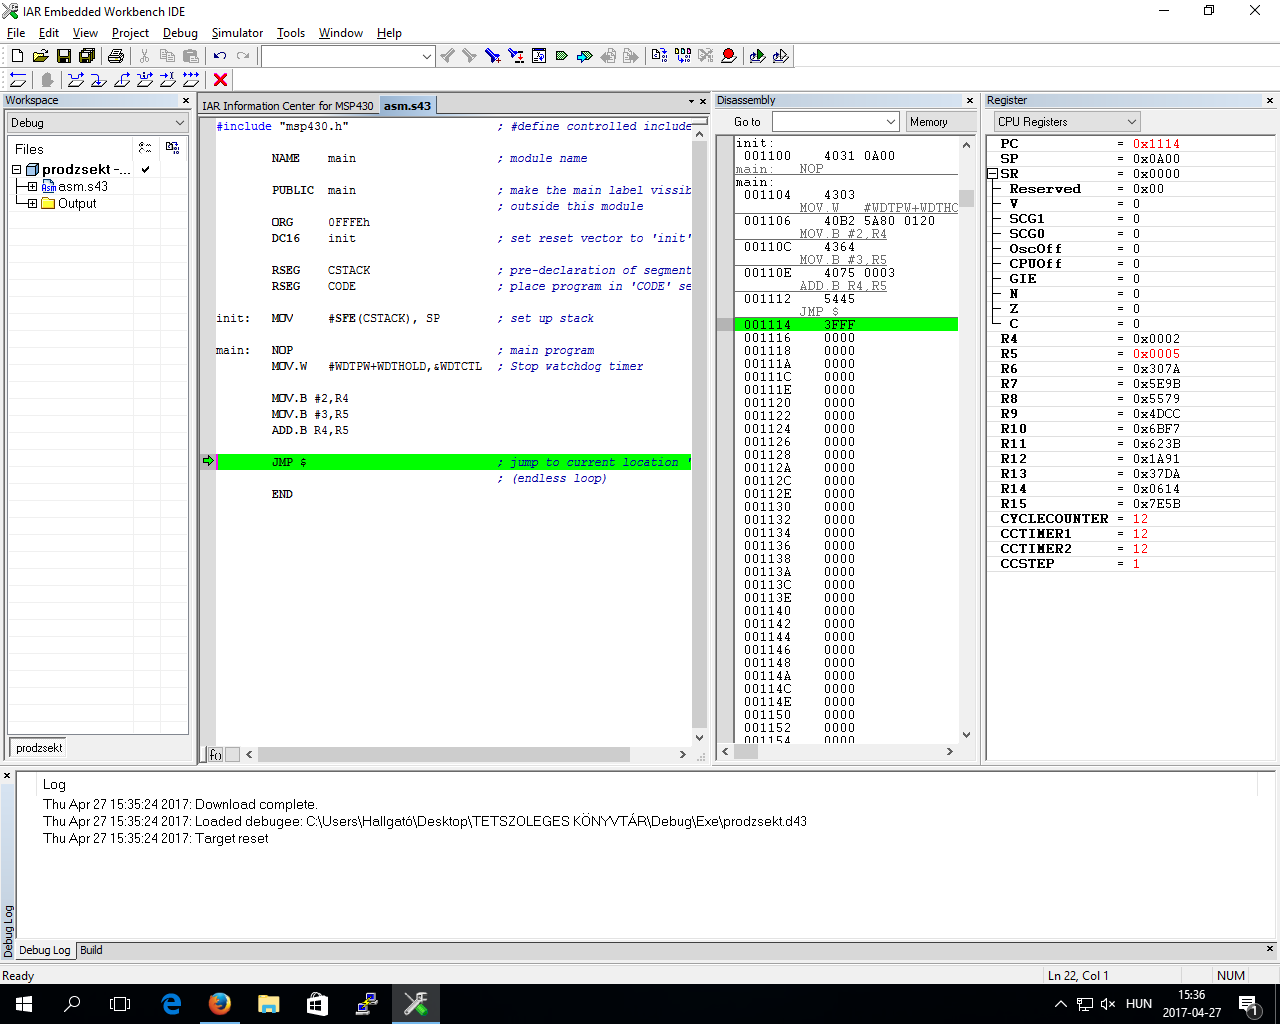 IAR Embedded Workbench IDE
File Edit View Project Debug Simulator Tools Window Help
Workspace
Debug
Files
prodzsekt -...
asm.s43
Output
prodzsekt
IAR Information Center for MSP430 asm.s43
#include "msp430.h" ; #define controlled include
NAME main ; module name
PUBLIC main ; make the main label vissib
; outside this module
ORG 0FFFEh
DC16 init ; set reset vector to 'init'
RSEG CSTACK ; pre-declaration of segment
RSEG CODE ; place program in 'CODE' se
init: MOV #SFE(CSTACK), SP ; set up stack
main: NOP ; main program
MOV.W #WDTPW+WDTHOLD,&WDTCTL ; Stop watchdog timer
MOV.B #2,R4
MOV.B #3,R5
ADD.B R4,R5
JMP $ ; jump to current location '
; (endless loop)
END
f()
Disassembly
Go to Memory
init:
001100 4031 0A00
main: NOP
main:
001104 4303
MOV.W #WDTPW+WDTHO
001106 40B2 5A80 0120
MOV.B #2,R4
00110C 4364
MOV.B #3,R5
00110E 4075 0003
ADD.B R4,R5
001112 5445
JMP $
001114 3FFF
001116 0000
001118 0000
00111A 0000
00111C 0000
00111E 0000
001120 0000
001122 0000
001124 0000
001126 0000
001128 0000
00112A 0000
00112C 0000
00112E 0000
001130 0000
001132 0000
001134 0000
001136 0000
001138 0000
00113A 0000
00113C 0000
00113E 0000
001140 0000
001142 0000
001144 0000
001146 0000
001148 0000
00114A 0000
00114C 0000
00114E 0000
001150 0000
001152 0000
001154 0000
Register
CPU Registers
PC = 0x1114
SP = 0x0A00
SR = 0x0000
Reserved = 0x00
V = 0
SCG1 = 0
SCG0 = 0
OscOff = 0
CPUOff = 0
GIE = 0
N = 0
Z = 0
C = 0
R4 = 0x0002
R5 = 0x0005
R6 = 0x307A
R7 = 0x5E9B
R8 = 0x5579
R9 = 0x4DCC
R10 = 0x6BF7
R11 = 0x623B
R12 = 0x1A91
R13 = 0x37DA
R14 = 0x0614
R15 = 0x7E5B
CYCLECOUNTER = 12
CCTIMER1 = 12
CCTIMER2 = 12
CCSTEP = 1
Log
Thu Apr 27 15:35:24 2017: Download complete.
Thu Apr 27 15:35:24 2017: Loaded debugee: C:\Users\Hallgató\Desktop\TETSZOLEGES KÖNYVTÁR\Debug\Exe\prodzsekt.d43
Thu Apr 27 15:35:24 2017: Target reset
Debug Log
Debug Log Build
Ready Ln 22, Col 1 NUM
HUN 15:36
2017-04-27
1